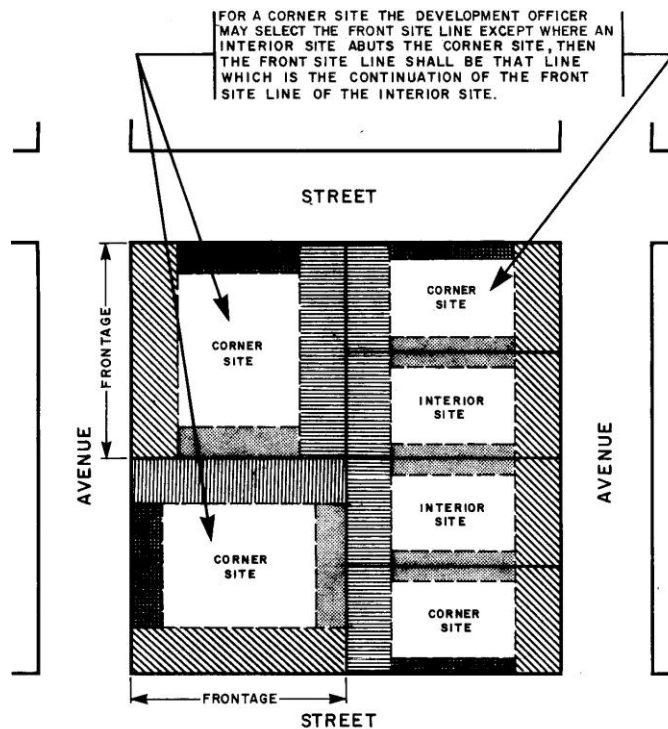 FOR A CORNER SITE THE DEVELOPMENT OFFICER
MAY SELECT THE FRONT SITE LINE EXCEPT WHERE AN
INTERIOR SITE ABUTS THE CORNER SITE, THEN
THE FRONT SITE LINE SHALL BE THAT LINE
WHICH IS THE CONTINUATION OF THE FRONT
SITE LINE OF THE INTERIOR SITE.
STREET
CORNER
SITE
FRONTAGE
CORNER
SITE
INTERIOR
SITE
AVENUE
AVENUE
INTERIOR
SITE
CORNER
SITE
CORNER
SITE
FRONTAGE
STREET